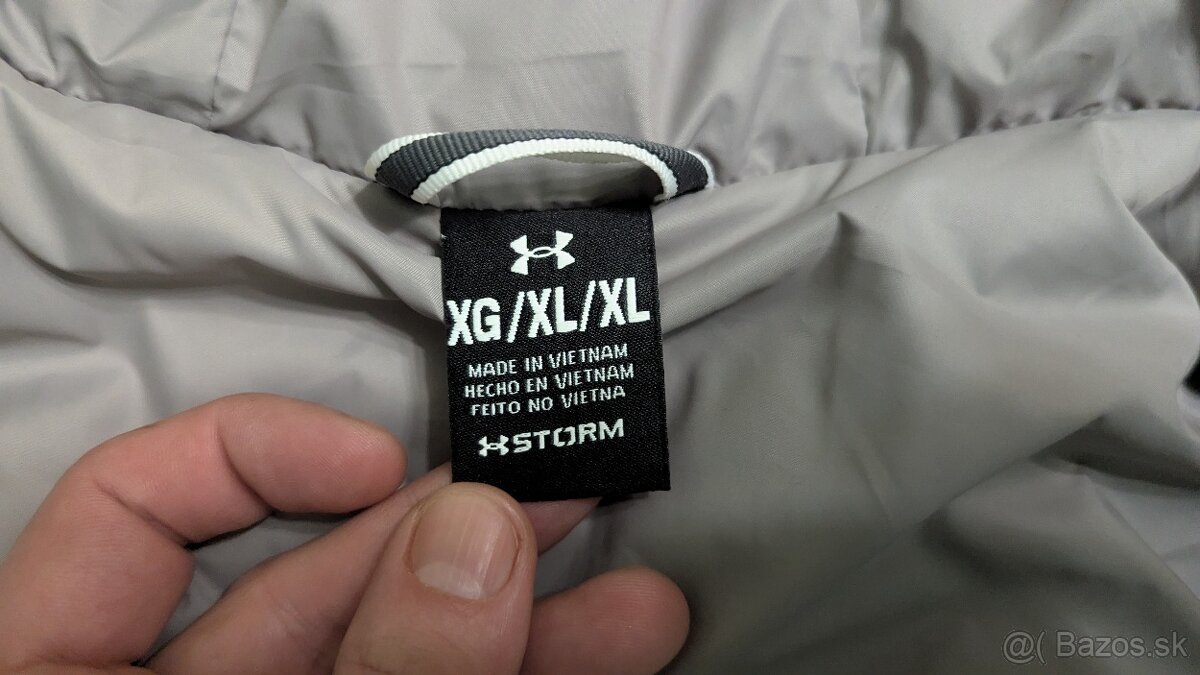 XG/XL/XL
MADE IN VIETNAM
HECHO EN VIETNAM
FEITO NO VIETNA
STORM
@( Bazos.sk